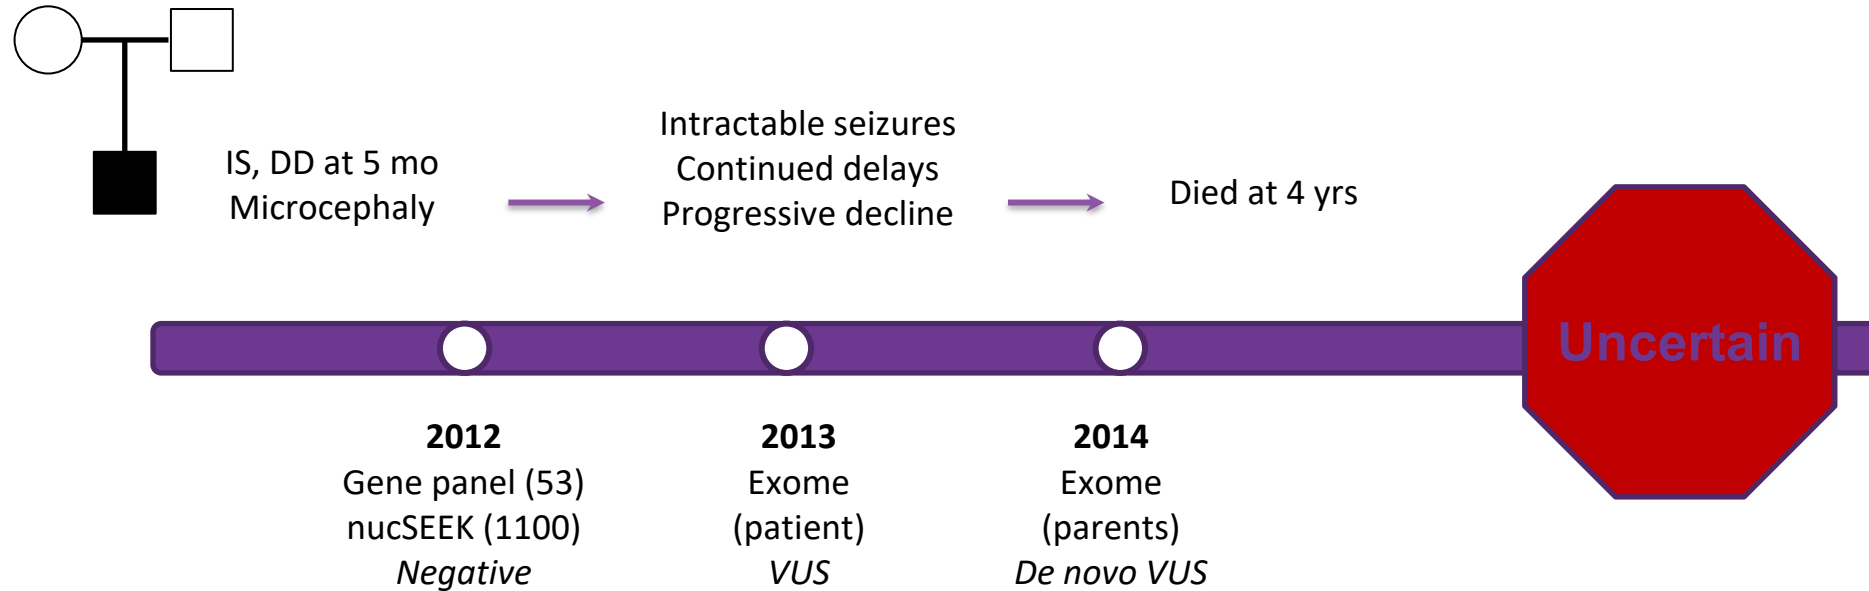 IS, DD at 5 mo
Microcephaly
Intractable seizures
Continued delays
Progressive decline
Died at 4 yrs
Uncertain
2012
Gene panel (53)
nucSEEK (1100)
Negative
2013
Exome
(patient)
VUS
2014
Exome
(parents)
De novo VUS